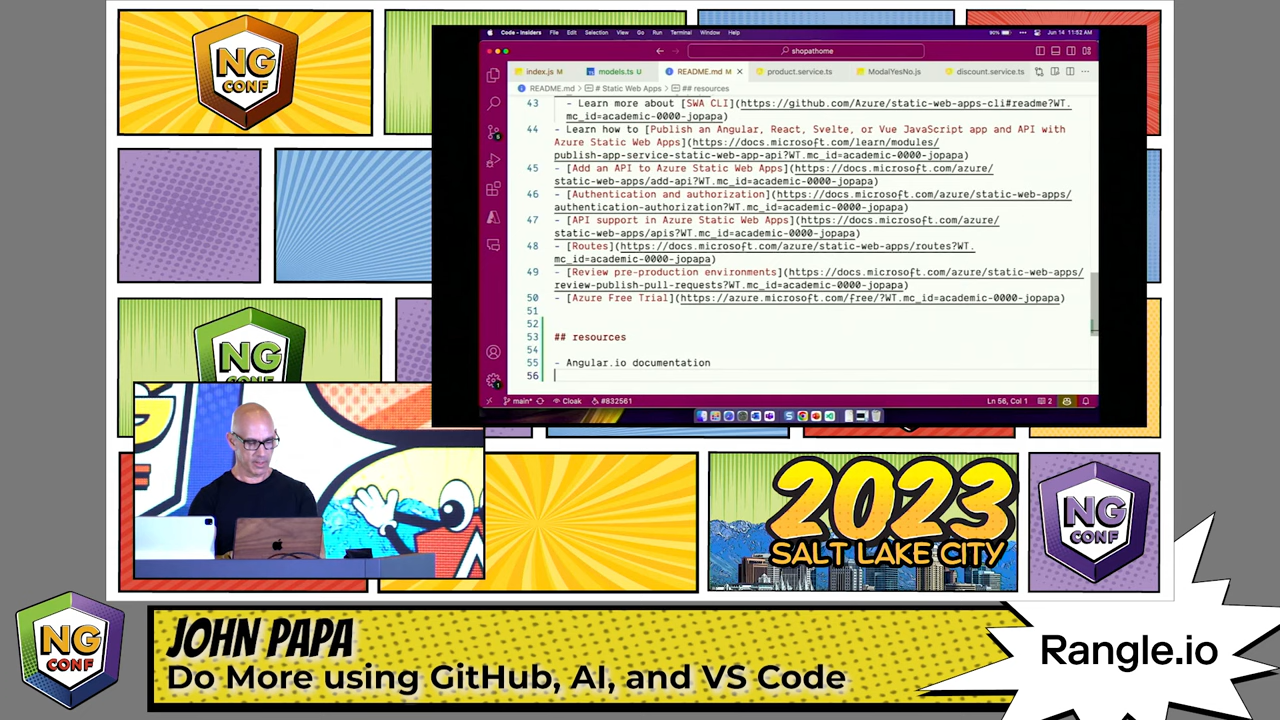 NG
CONF
Code - Insiders File Edit Selection View Go Run Terminal Window Help
90% Jun 14 11:52 AM
shopathome
index.js M
models.ts U
README.md M
product.service.ts
ModalYesNo.js
discount.service.ts
README.md > # Static Web Apps > ## resources
43 - Learn more about [SWA CLI](https://github.com/Azure/static-web-apps-cli#readme?WT.
mc_id=academic-0000-jopapa)
44 - Learn how to [Publish an Angular, React, Svelte, or Vue JavaScript app and API with
Azure Static Web Apps](https://docs.microsoft.com/learn/modules/
publish-app-service-static-web-app-api?WT.mc_id=academic-0000-jopapa)
45 - [Add an API to Azure Static Web Apps](https://docs.microsoft.com/azure/
static-web-apps/add-api?WT.mc_id=academic-0000-jopapa)
46 - [Authentication and authorization](https://docs.microsoft.com/azure/static-web-apps/
authentication-authorization?WT.mc_id=academic-0000-jopapa)
47 - [API support in Azure Static Web Apps](https://docs.microsoft.com/azure/
static-web-apps/apis?WT.mc_id=academic-0000-jopapa)
48 - [Routes](https://docs.microsoft.com/azure/static-web-apps/routes?WT.
mc_id=academic-0000-jopapa)
49 - [Review pre-production environments](https://docs.microsoft.com/azure/static-web-apps/
review-publish-pull-requests?WT.mc_id=academic-0000-jopapa)
50 - [Azure Free Trial](https://azure.microsoft.com/free/?WT.mc_id=academic-0000-jopapa)
51
52
53 ## resources
54
55 - Angular.io documentation
56
main* Cloak #832561
Ln 56, Col 1 2
NG
CONF
2023
SALT LAKE CITY
NG
CONF
NG
CONF
JOHN PAPA
Do More using GitHub, AI, and VS Code
Rangle.io